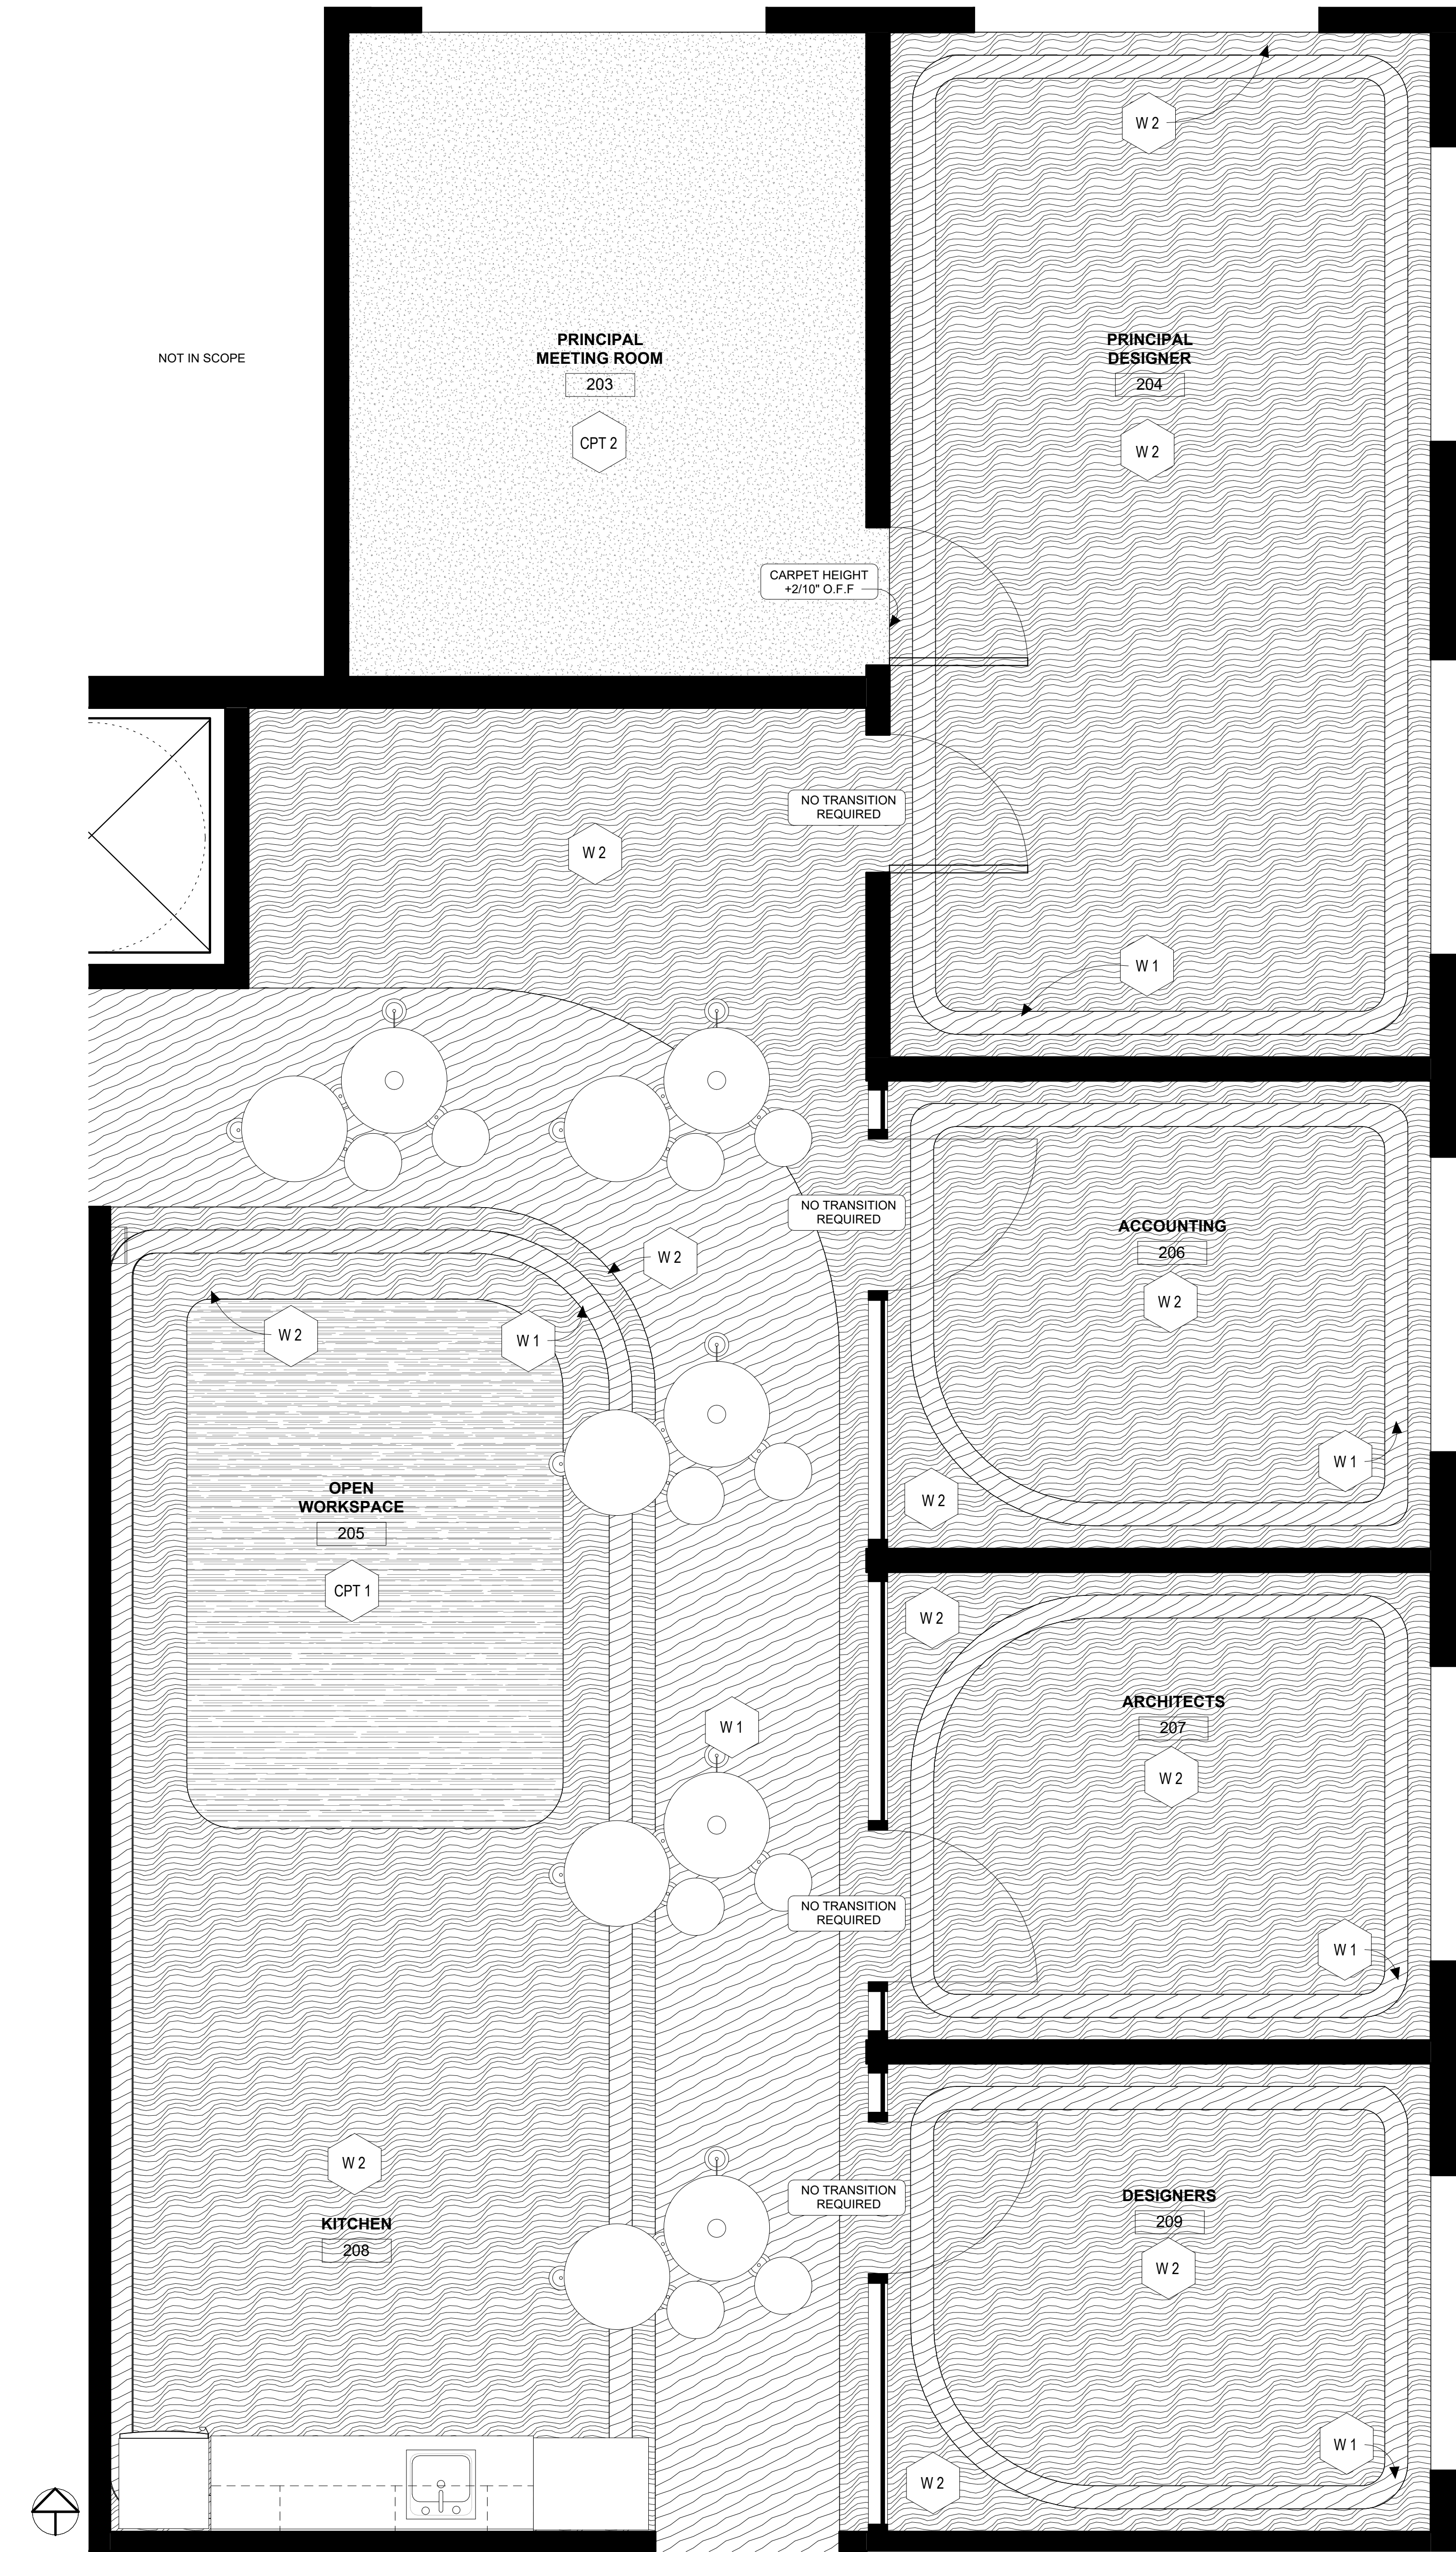 W 2
PRINCIPAL
MEETING ROOM
203
CPT 2
PRINCIPAL
DESIGNER
204
W 2
NOT IN SCOPE
CARPET HEIGHT
+2/10" O.F.F
NO TRANSITION
REQUIRED
W 2
W 1
NO TRANSITION
REQUIRED
ACCOUNTING
206
W 2
W 2
W 2
W 1
W 1
OPEN
WORKSPACE
205
CPT 1
W 2
W 2
ARCHITECTS
207
W 2
W 1
NO TRANSITION
REQUIRED
W 1
W 2
KITCHEN
208
NO TRANSITION
REQUIRED
DESIGNERS
209
W 2
W 1
W 2